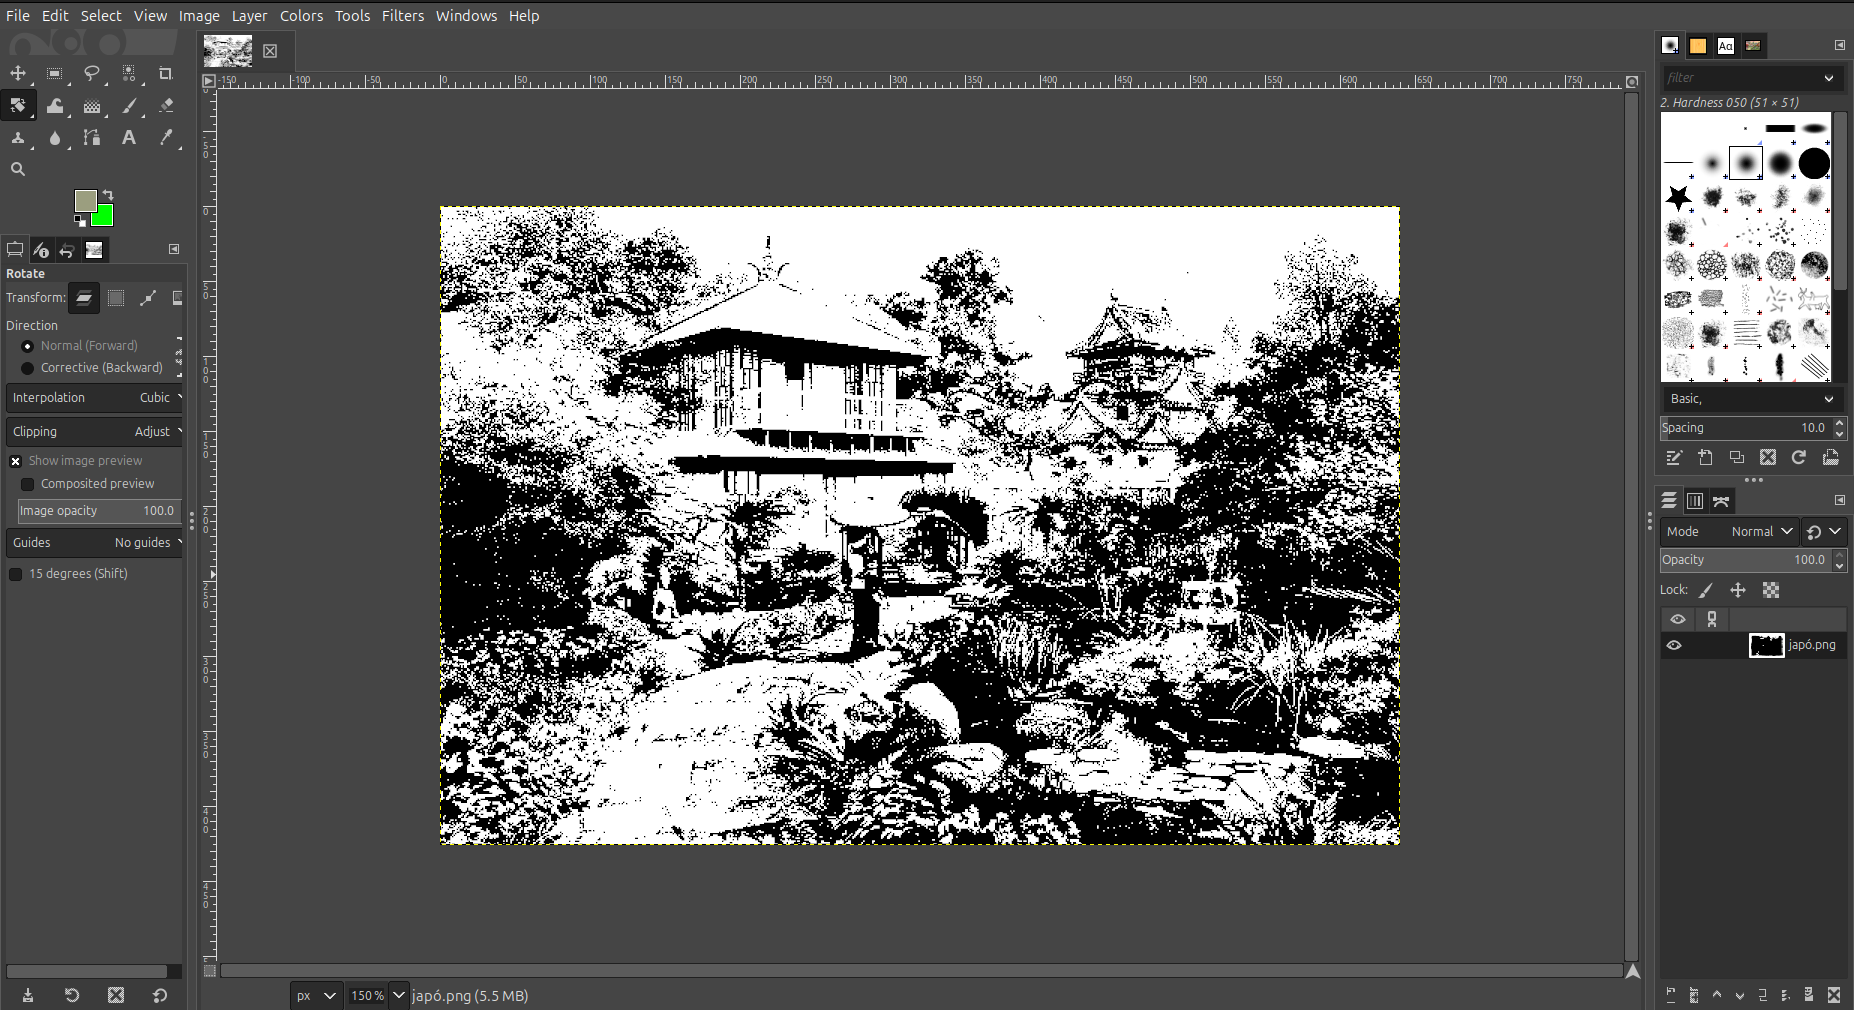 File Edit Select View Image Layer Colors Tools Filters Windows Help
-150 -100 -50 0 50 100 150 200 250 300 350 400 450 500 550 600 650 700 750
filter
2. Hardness 050 (51 × 51)
Rotate
Transform:
Direction
Normal (Forward)
Corrective (Backward)
Interpolation Cubic
Clipping Adjust
Show image preview
Composited preview
Image opacity 100.0
Guides No guides
15 degrees (Shift)
Basic,
Spacing 10.0
Mode Normal
Opacity 100.0
Lock:
japó.png
px 150 % japó.png (5.5 MB)